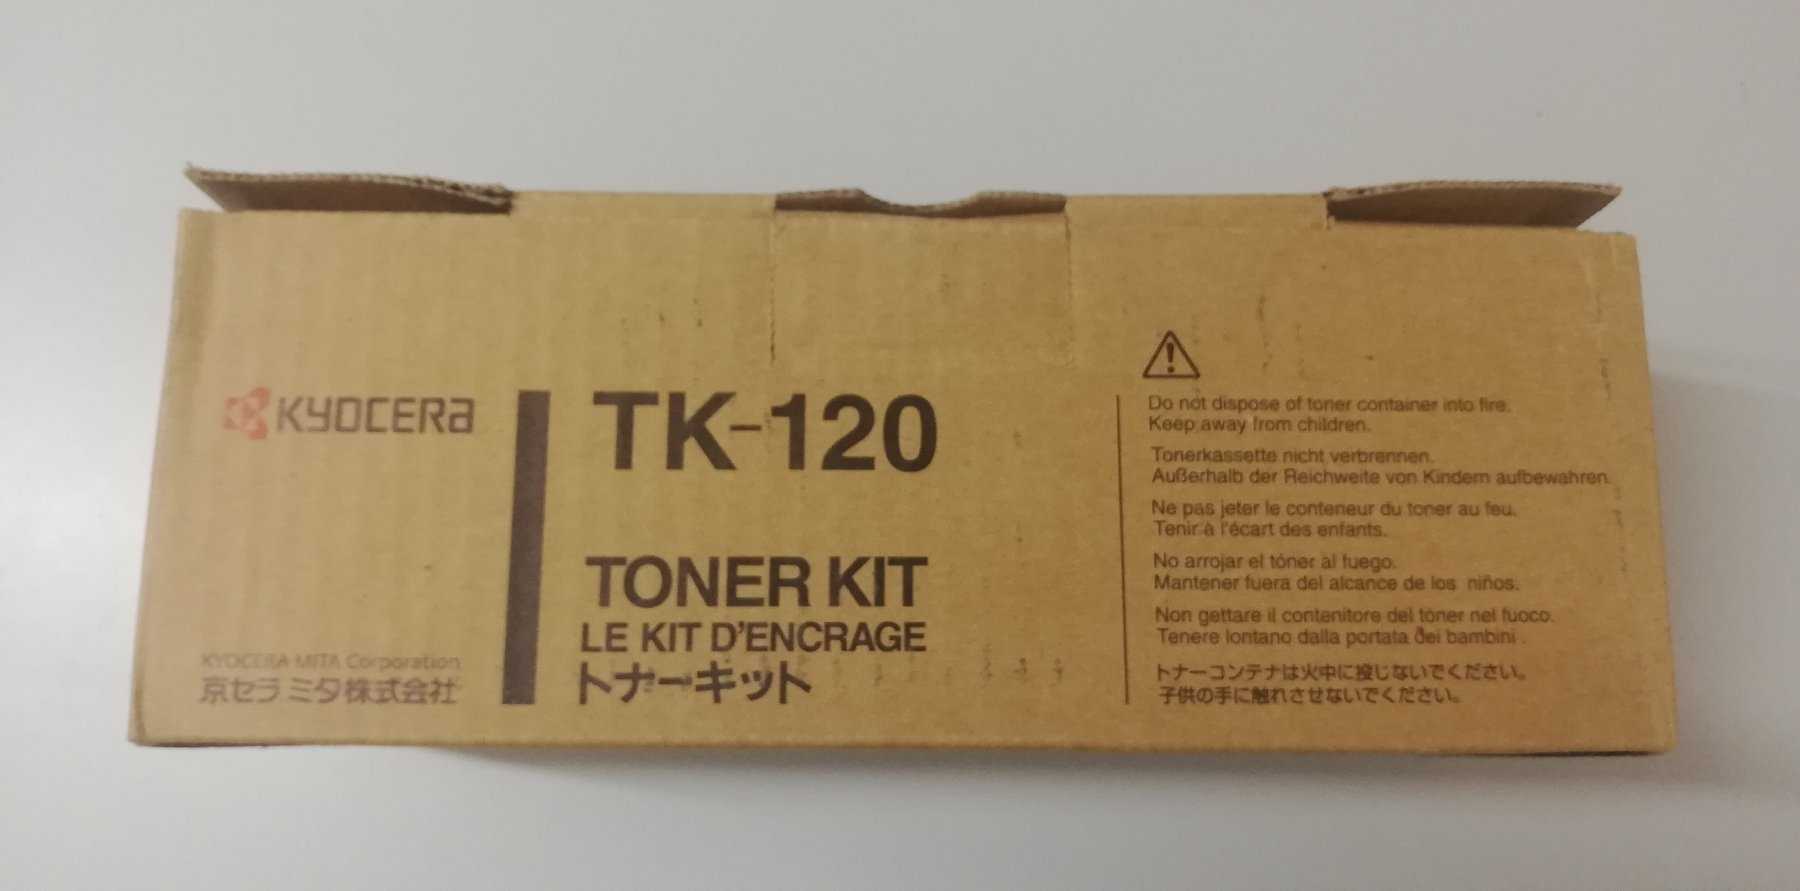 KYOCERA
KYOCERA MITA Corporation
京セラ ミタ株式会社
TK-120
TONER KIT
LE KIT D'ENCRAGE
トナーキット
Do not dispose of toner container into fire.
Keep away from children.
Tonerkassette nicht verbrennen.
Außerhalb der Reichweite von Kindern aufbewahren.
Ne pas jeter le conteneur du toner au feu.
Tenir à l'écart des enfants.
No arrojar el tóner al fuego.
Mantener fuera del alcance de los niños.
Non gettare il contenitore del toner nel fuoco.
Tenere lontano dalla portata dei bambini.
トナーコンテナは火中に投じないでください。
子供の手に触れさせないでください。